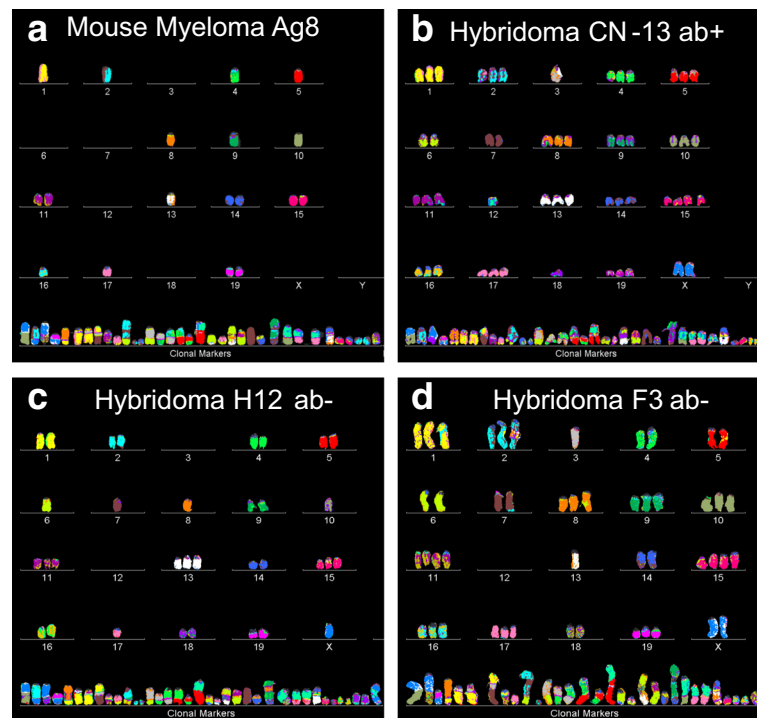 a Mouse Myeloma Ag8
1 2 3 4 5
6 7 8 9 10
11 12 13 14 15
16 17 18 19 X Y
Clonal Markers
b Hybridoma CN -13 ab+
1 2 3 4 5
6 7 8 9 10
11 12 13 14 15
16 17 18 19 X Y
Clonal Markers
c Hybridoma H12 ab-
1 2 3 4 5
6 7 8 9 10
11 12 13 14 15
16 17 18 19 X
Clonal Markers
d Hybridoma F3 ab-
1 2 3 4 5
6 7 8 9 10
11 12 13 14 15
16 17 18 19 X
Clonal Markers